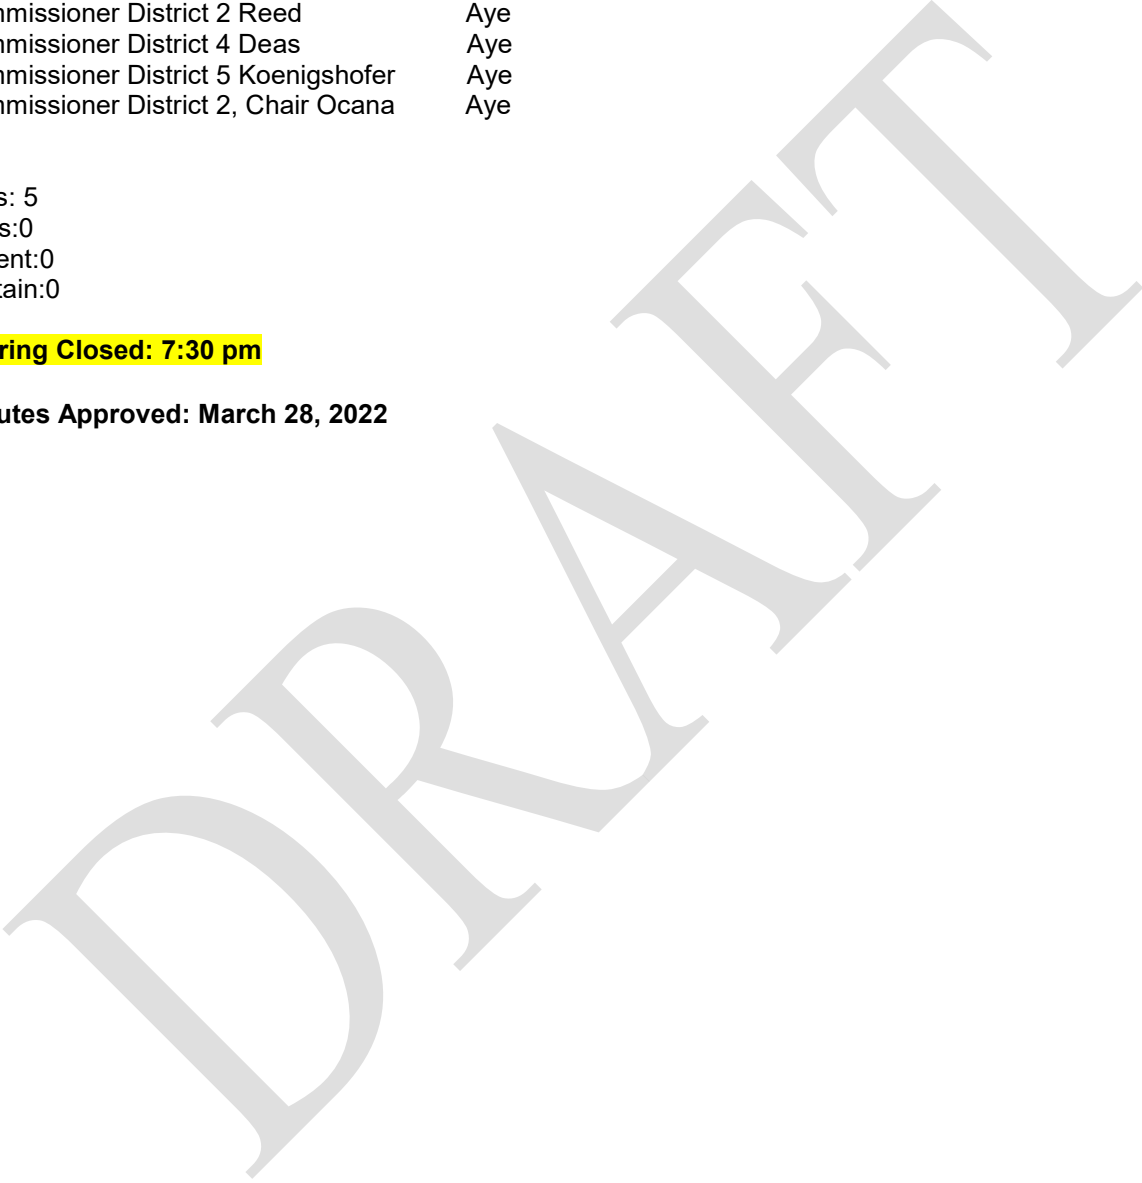 mmissioner District 2 Reed Aye
mmissioner District 4 Deas Aye
mmissioner District 5 Koenigshofer Aye
mmissioner District 2, Chair Ocana Aye
s: 5
s:0
ent:0
tain:0
ring Closed: 7:30 pm
utes Approved: March 28, 2022
DRAFT